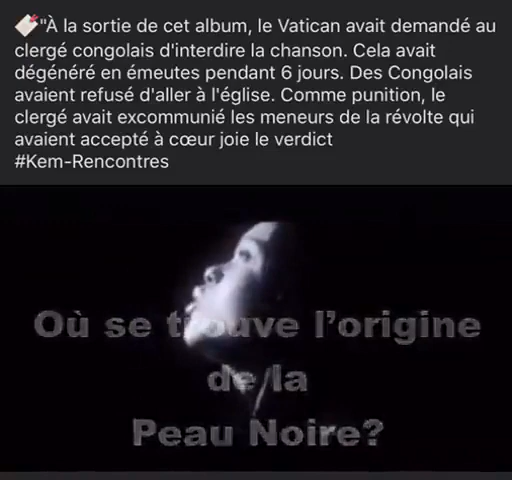 "À la sortie de cet album, le Vatican avait demandé au
clergé congolais d'interdire la chanson. Cela avait
dégénéré en émeutes pendant 6 jours. Des Congolais
avaient refusé d'aller à l'église. Comme punition, le
clergé avait excommunié les meneurs de la révolte qui
avaient accepté à cœur joie le verdict
#Kem-Rencontres
Où se trouve l'origine
de la
Peau Noire?